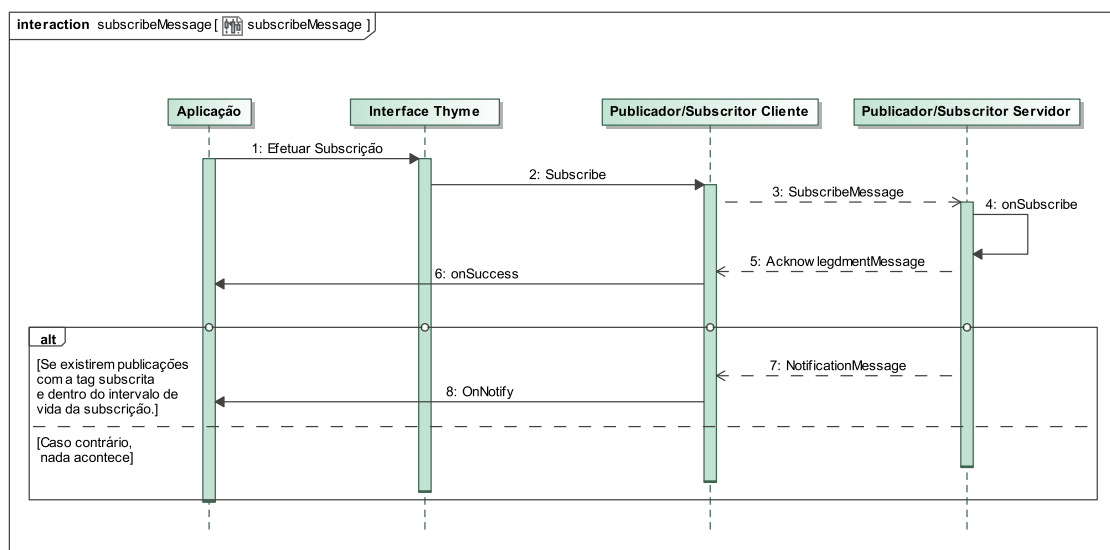 interaction subscribeMessage [ subscribeMessage ]
Aplicação
Interface Thyme
Publicador/Subscritor Cliente
Publicador/Subscritor Servidor
1: Efetuar Subscrição
2: Subscribe
3: SubscribeMessage
4: onSubscribe
5: AcknowlegdmentMessage
6: onSuccess
alt
[Se existirem publicações
com a tag subscrita
e dentro do intervalo de
vida da subscrição.]
7: NotificationMessage
8: OnNotify
[Caso contrário,
nada acontece]